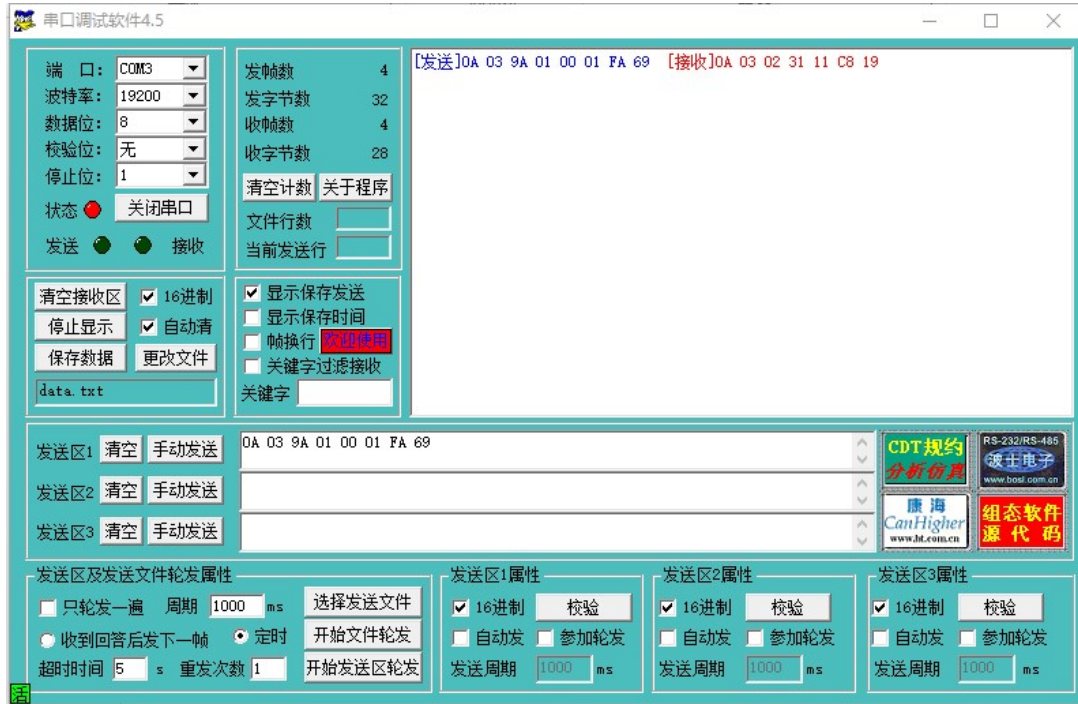 串口调试软件4.5
端 口: COM3
波特率: 19200
数据位: 8
校验位: 无
停止位: 1
状态 关闭串口
发送 接收
发帧数 4
发字节数 32
收帧数 4
收字节数 28
清空计数 关于程序
文件行数
当前发送行
[发送]0A 03 9A 01 00 01 FA 69 [接收]0A 03 02 31 11 C8 19
清空接收区 16进制
停止显示 自动清
保存数据 更改文件
data.txt
显示保存发送
显示保存时间
帧换行 欢迎使用
关键字过滤接收
关键字
发送区1 清空 手动发送 0A 03 9A 01 00 01 FA 69
发送区2 清空 手动发送
发送区3 清空 手动发送
CDT规约
分析仿真
RS-232/RS-485
波士电子
www.bosi.com.cn
康海
CanHigher
www.ht.com.cn
组态软件
源代码
发送区及发送文件轮发属性
只轮发一遍 周期 1000 ms 选择发送文件
收到回答后发下一帧 定时 开始文件轮发
超时时间 5 s 重发次数 1 开始发送区轮发
发送区1属性
16进制 校验
自动发 参加轮发
发送周期 1000 ms
发送区2属性
16进制 校验
自动发 参加轮发
发送周期 1000 ms
发送区3属性
16进制 校验
自动发 参加轮发
发送周期 1000 ms
活